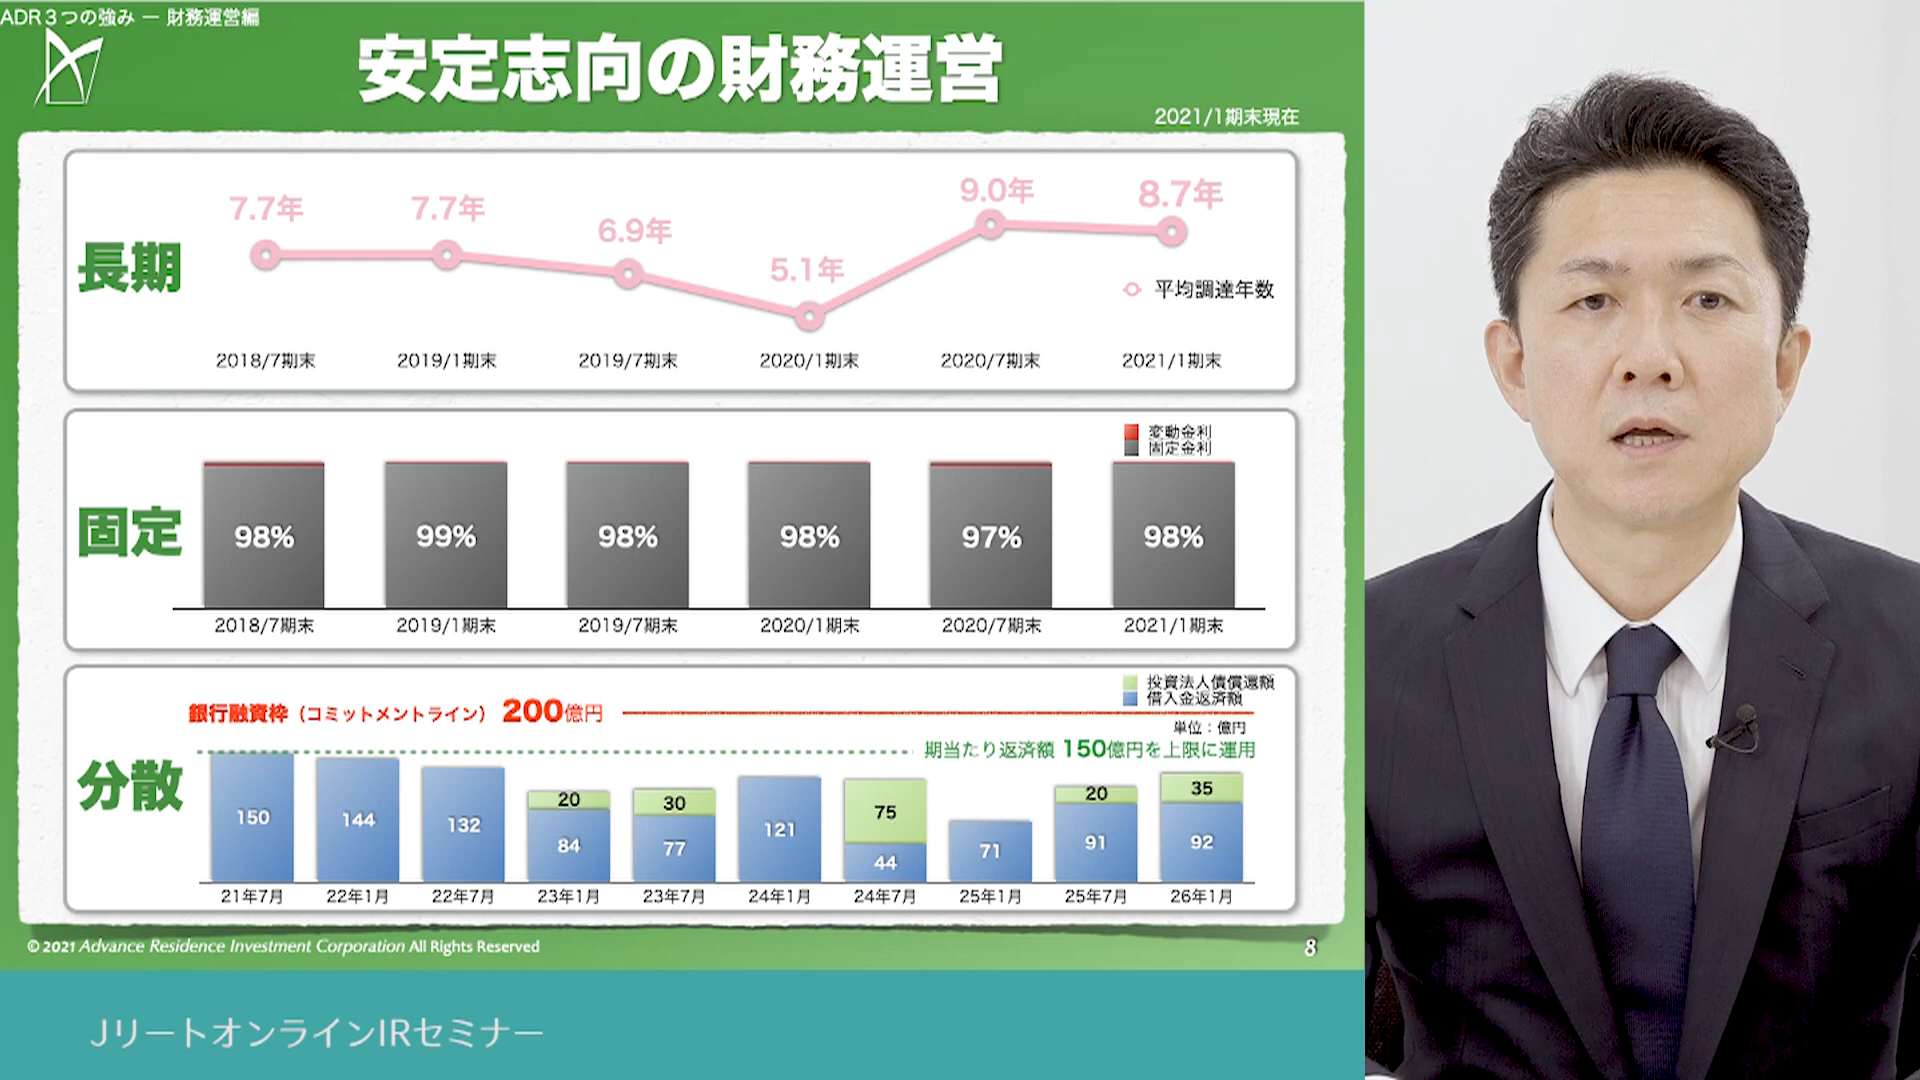 ADR３つの強み － 財務運営編
安定志向の財務運営
2021/1期末現在
長期
7.7年 7.7年 6.9年 5.1年 9.0年 8.7年
平均調達年数
2018/7期末 2019/1期末 2019/7期末 2020/1期末 2020/7期末 2021/1期末
固定
変動金利
固定金利
98% 99% 98% 98% 97% 98%
2018/7期末 2019/1期末 2019/7期末 2020/1期末 2020/7期末 2021/1期末
分散
投資法人債償還額
借入金返済額
銀行融資枠（コミットメントライン） 200億円
単位：億円
期当たり返済額 150億円を上限に運用
20 30 75 20 35
150 144 132 84 77 121 44 71 91 92
21年7月 22年1月 22年7月 23年1月 23年7月 24年1月 24年7月 25年1月 25年7月 26年1月
© 2021 Advance Residence Investment Corporation All Rights Reserved
8
JリートオンラインIRセミナー